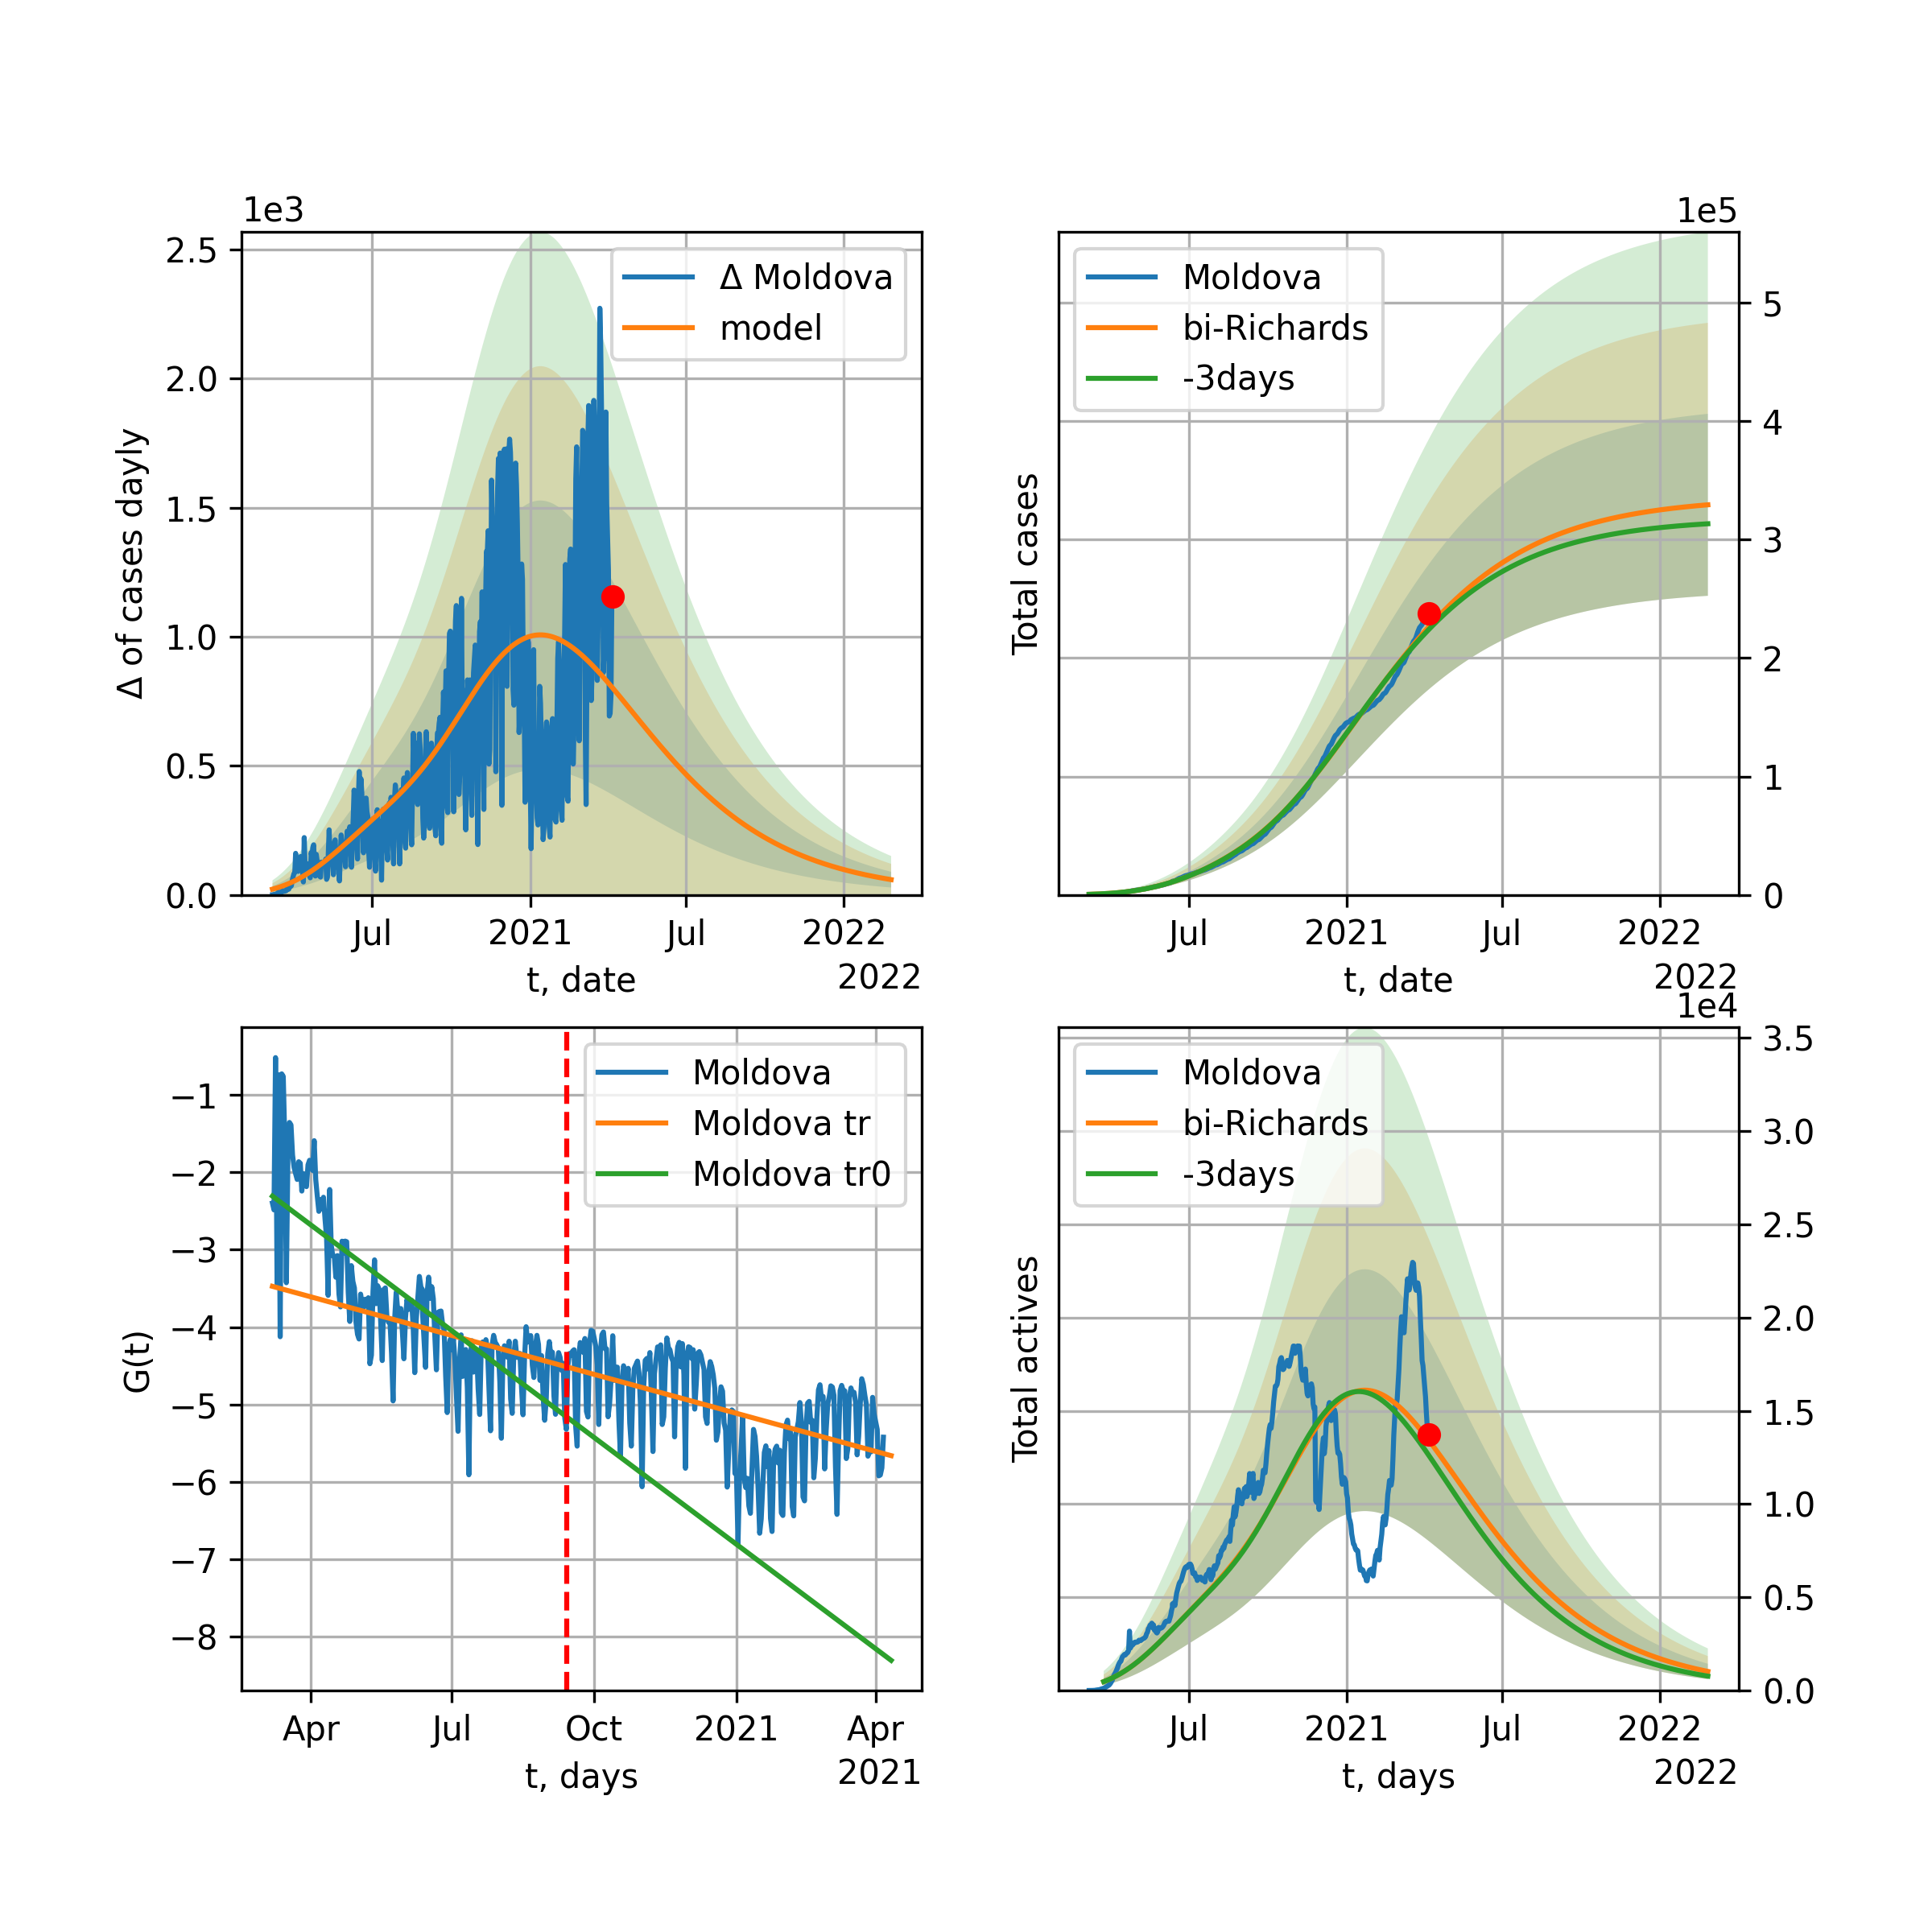 1e3
Δ of cases dayly
2.5
2.0
1.5
1.0
0.5
0.0
Δ Moldova
model
Jul 2021 Jul 2022
t, date
2022
1e5
Total cases
Moldova
bi-Richards
-3days
5
4
3
2
1
0
Jul 2021 Jul 2022
t, date
2022
G(t)
−1
−2
−3
−4
−5
−6
−7
−8
Moldova
Moldova tr
Moldova tr0
Apr Jul Oct 2021 Apr
t, days
2021
1e4
Total actives
Moldova
bi-Richards
-3days
3.5
3.0
2.5
2.0
1.5
1.0
0.5
0.0
Jul 2021 Jul 2022
t, days
2022